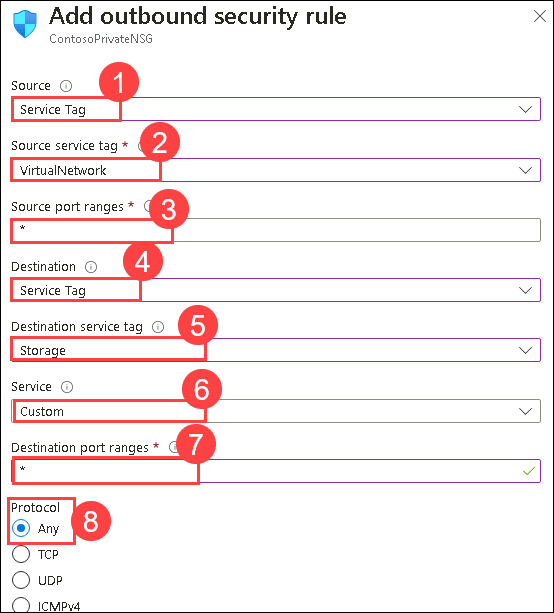 Add outbound security rule
ContosoPrivateNSG
Source
1
Service Tag
Source service tag *
2
VirtualNetwork
Source port ranges *
3
*
Destination
4
Service Tag
Destination service tag
5
Storage
Service
6
Custom
Destination port ranges *
7
*
Protocol
8
Any
TCP
UDP
ICMPv4